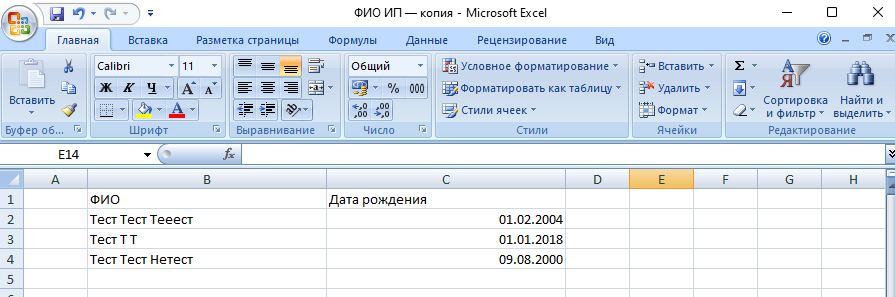 ФИО ИП — копия - Microsoft Excel
Главная Вставка Разметка страницы Формулы Данные Рецензирование Вид
Вставить
Буфер об...
Calibri 11
Ж К Ч
А
Шрифт
Выравнивание
Общий
% 000
,0 ,00
,00 ,0
Число
Условное форматирование
Форматировать как таблицу
Стили ячеек
Стили
Вставить
Удалить
Формат
Ячейки
Σ
Сортировка и фильтр
Найти и выделить
Редактирование
E14 fx
A B C D E F G H
1 ФИО Дата рождения
2 Тест Тест Тееест 01.02.2004
3 Тест Т Т 01.01.2018
4 Тест Тест Нетест 09.08.2000
5